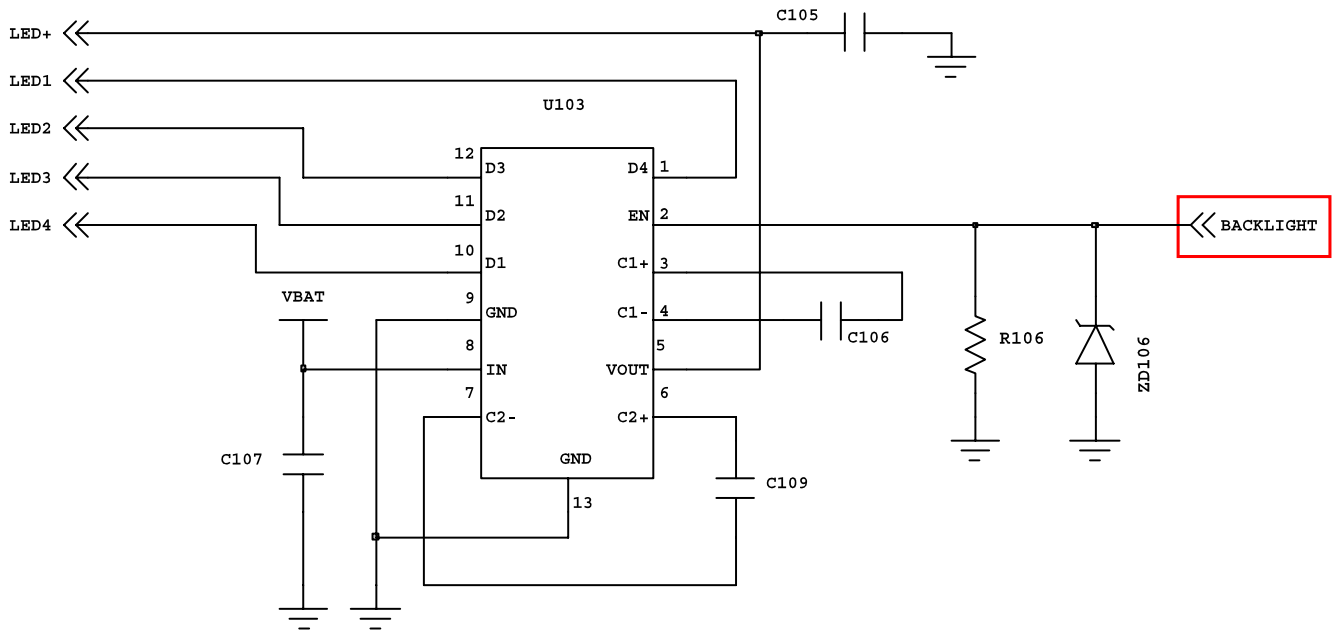 C105
LED+
LED1
U103
LED2
12
D3
D4
1
LED3
11
D2
EN
2
LED4
BACKLIGHT
10
D1
C1+
3
VBAT
9
GND
C1-
4
C106
R106
ZD106
8
IN
VOUT
5
7
C2-
C2+
6
C107
GND
C109
13